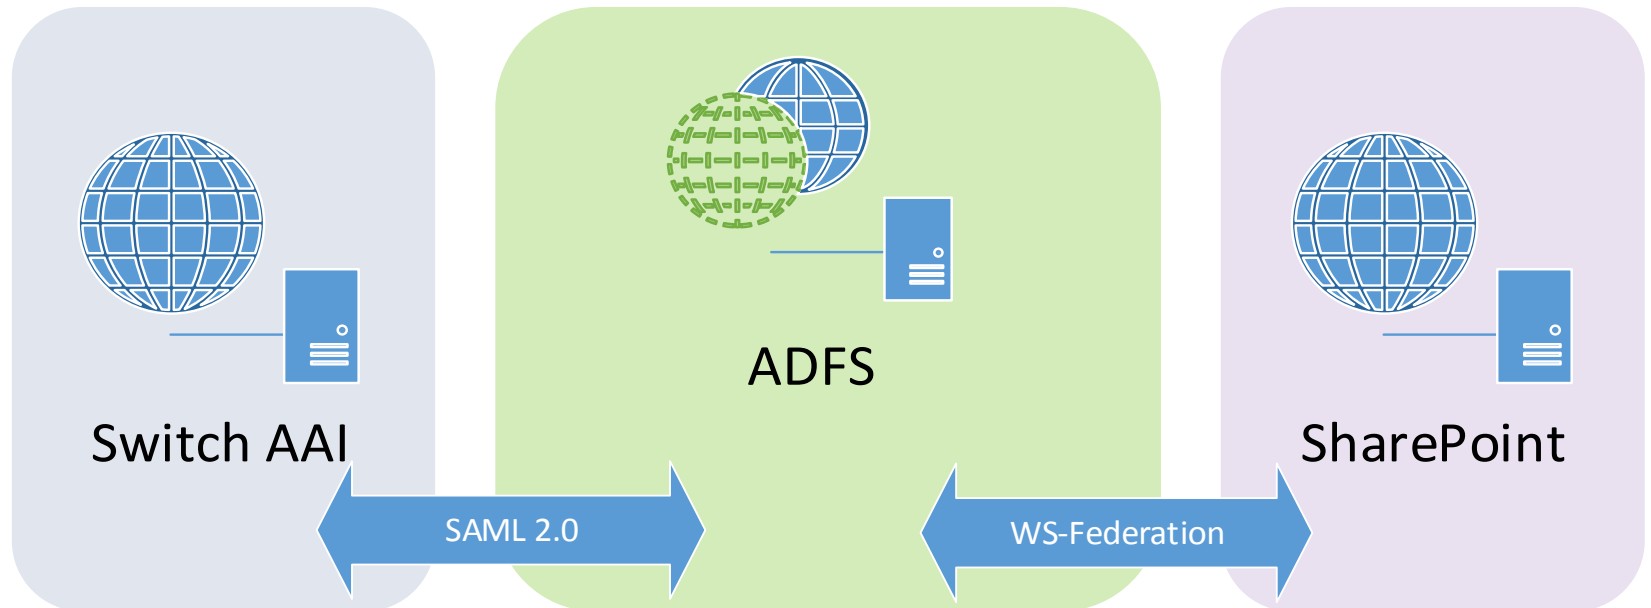 ADFS
Switch AAI
SharePoint
SAML 2.0
WS-Federation